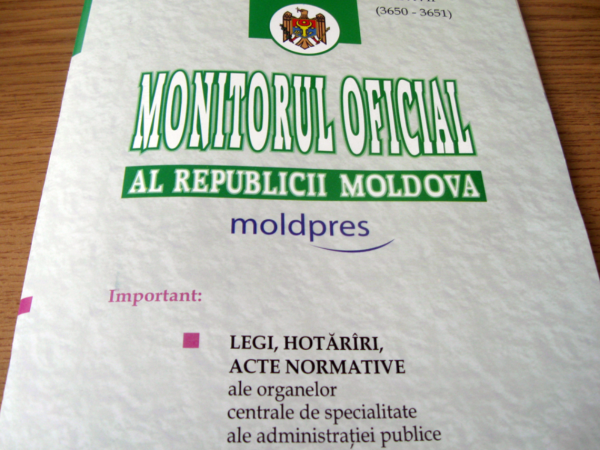 (3650 - 3651)
MONITORUL OFICIAL
AL REPUBLICII MOLDOVA
moldpres
Important:
LEGI, HOTĂRÎRI,
ACTE NORMATIVE
ale organelor
centrale de specialitate
ale administrației publice